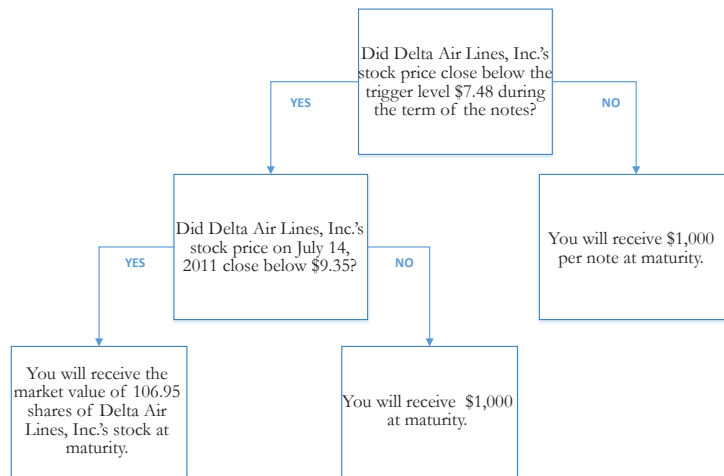 Did Delta Air Lines, Inc.'s
stock price close below the
trigger level $7.48 during
the term of the notes?
YES
NO
Did Delta Air Lines, Inc.'s
stock price on July 14,
2011 close below $9.35?
You will receive $1,000
per note at maturity.
YES
NO
You will receive the
market value of 106.95
shares of Delta Air
Lines, Inc.'s stock at
maturity.
You will receive $1,000
at maturity.